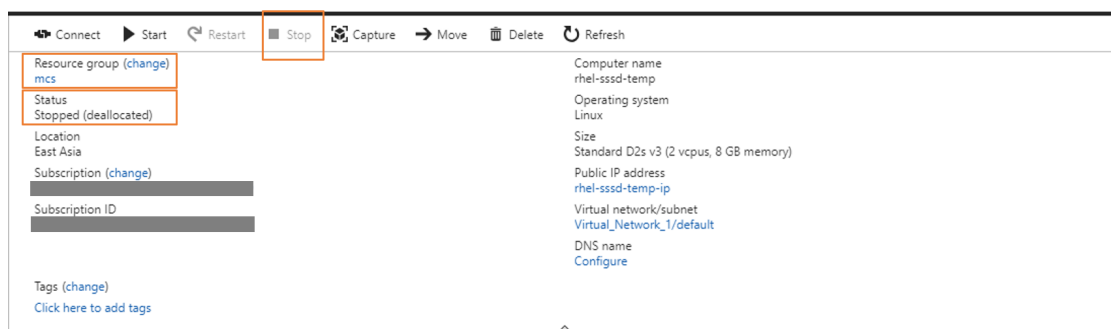 Connect Start Restart Stop Capture Move Delete Refresh
Resource group (change)
mcs
Status
Stopped (deallocated)
Location
East Asia
Subscription (change)
Subscription ID
Tags (change)
Click here to add tags
Computer name
rhel-sssd-temp
Operating system
Linux
Size
Standard D2s v3 (2 vcpus, 8 GB memory)
Public IP address
rhel-sssd-temp-ip
Virtual network/subnet
Virtual_Network_1/default
DNS name
Configure